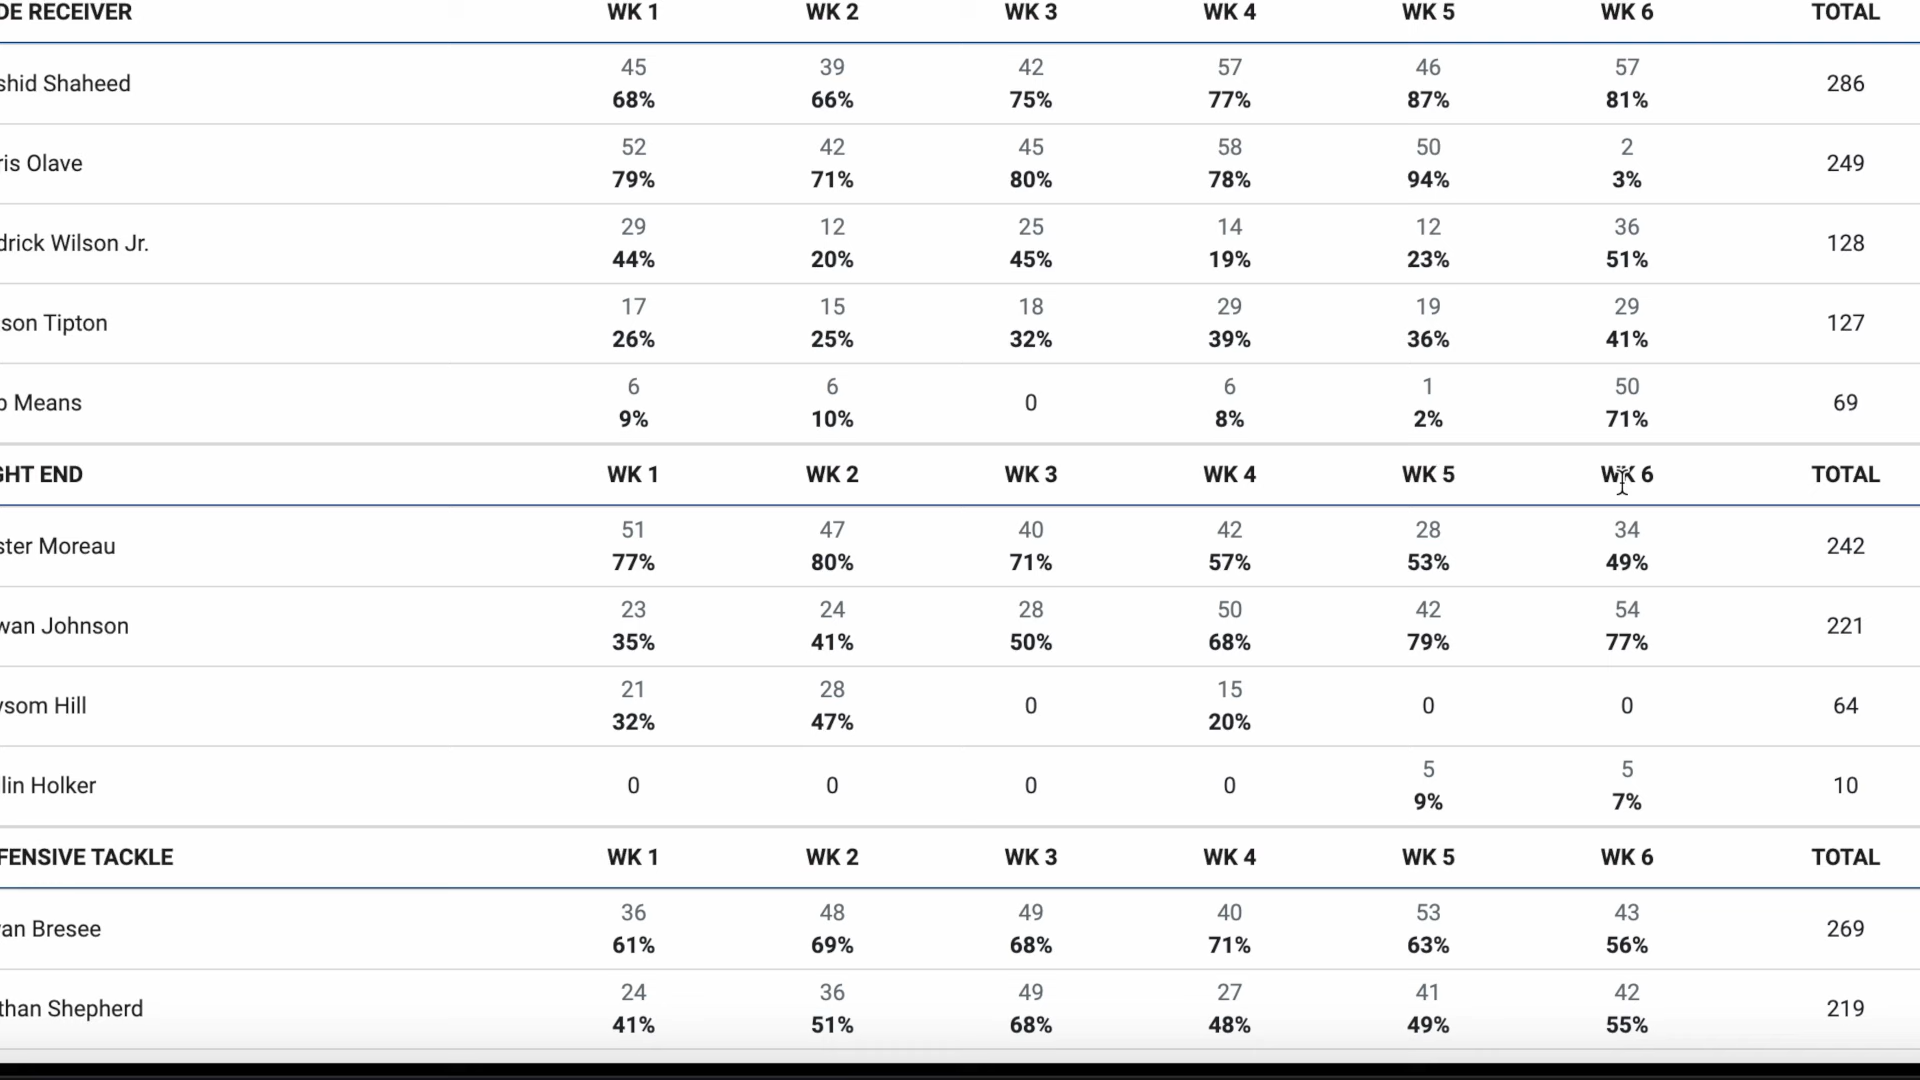 DE RECEIVER WK 1 WK 2 WK 3 WK 4 WK 5 WK 6 TOTAL
45 39 42 57 46 57
shid Shaheed 286
68% 66% 75% 77% 87% 81%
52 42 45 58 50 2
ris Olave 249
79% 71% 80% 78% 94% 3%
29 12 25 14 12 36
drick Wilson Jr. 128
44% 20% 45% 19% 23% 51%
17 15 18 29 19 29
son Tipton 127
26% 25% 32% 39% 36% 41%
6 6 6 1 50
Means 0 69
9% 10% 8% 2% 71%
GHT END WK 1 WK 2 WK 3 WK 4 WK 5 WK 6 TOTAL
51 47 40 42 28 34
ster Moreau 242
77% 80% 71% 57% 53% 49%
23 24 28 50 42 54
wan Johnson 221
35% 41% 50% 68% 79% 77%
21 28 15
ysom Hill 0 0 0 64
32% 47% 20%
5 5
lin Holker 0 0 0 0 10
9% 7%
FENSIVE TACKLE WK 1 WK 2 WK 3 WK 4 WK 5 WK 6 TOTAL
36 48 49 40 53 43
an Bresee 269
61% 69% 68% 71% 63% 56%
24 36 49 27 41 42
than Shepherd 219
41% 51% 68% 48% 49% 55%